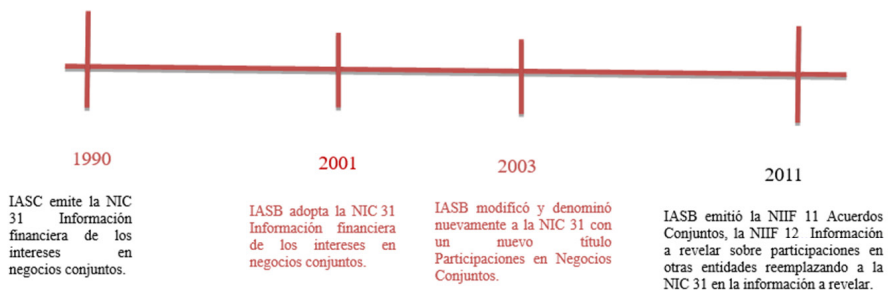 1990
IASC emite la NIC
31 Información
financiera de los
intereses en
negocios conjuntos.
2001
IASB adopta la NIC 31
Información financiera
de los intereses en
negocios conjuntos.
2003
IASB modificó y denominó
nuevamente a la NIC 31 con
un nuevo título
Participaciones en Negocios
Conjuntos.
2011
IASB emitió la NIIF 11 Acuerdos
Conjuntos, la NIIF 12 Información
a revelar sobre participaciones en
otras entidades reemplazando a la
NIC 31 en la información a revelar.